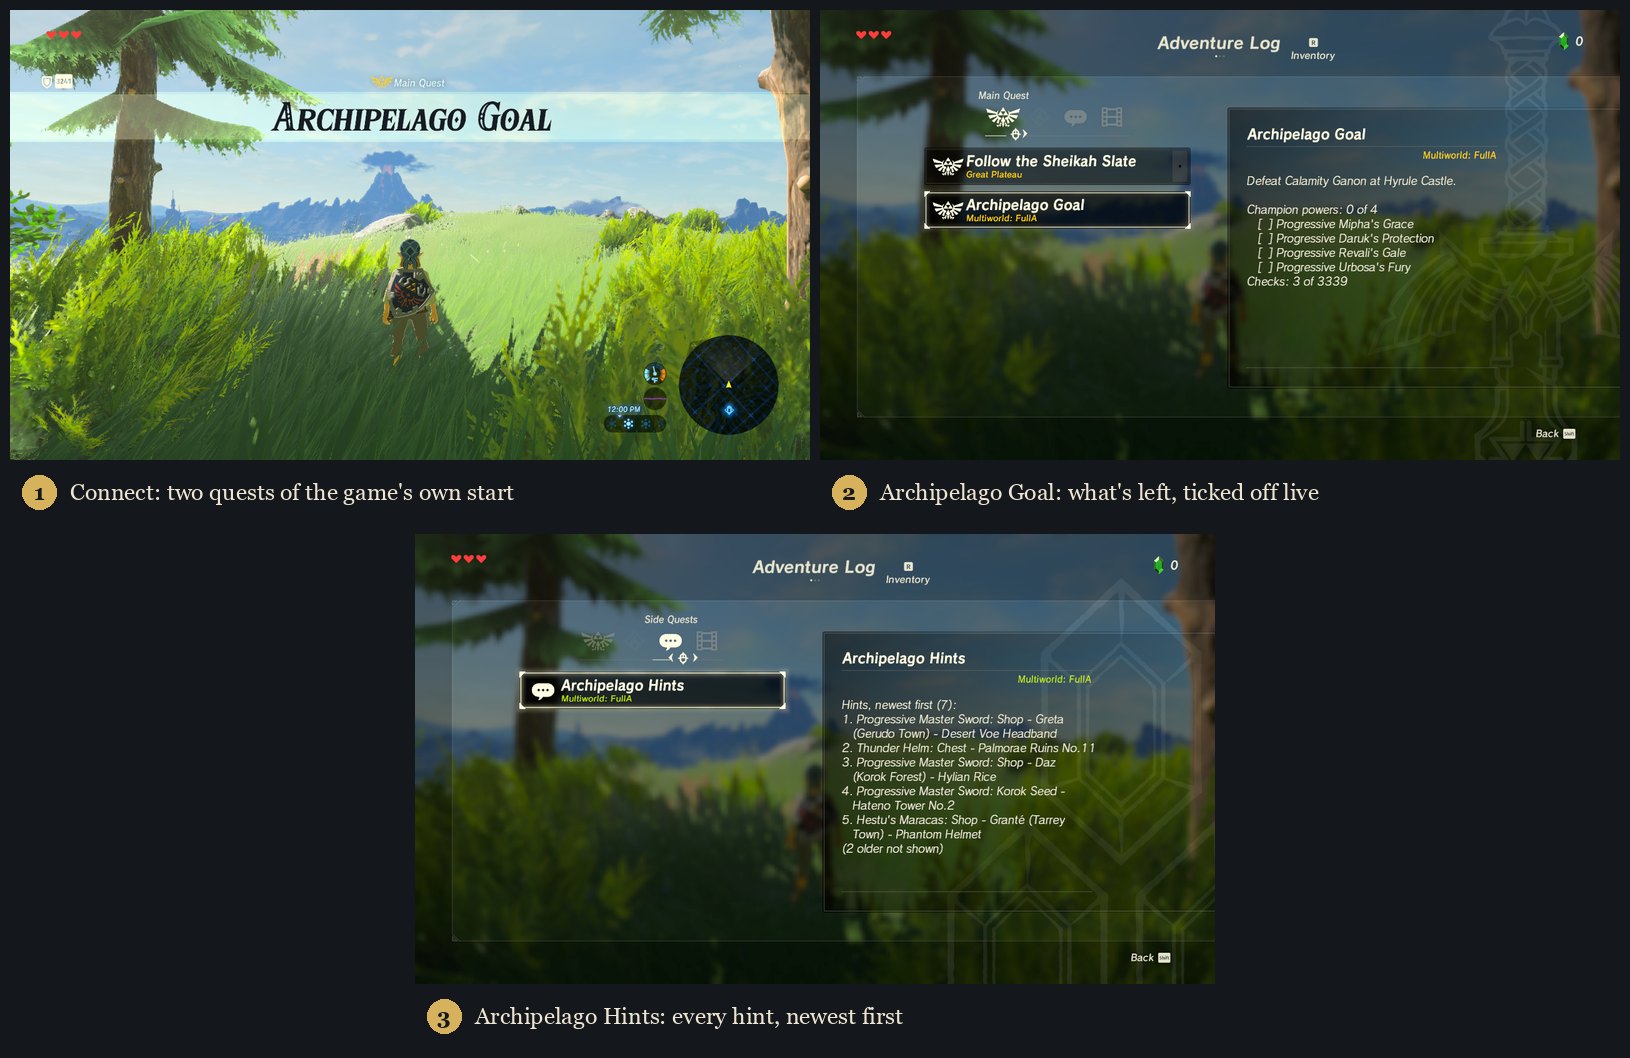 Main Quest
ARCHIPELAGO GOAL
12:00 PM
1 Connect: two quests of the game's own start
Adventure Log
R
Inventory
0
Main Quest
Follow the Sheikah Slate
Great Plateau
Archipelago Goal
Multiworld: FullA
Archipelago Goal
Multiworld: FullA
Defeat Calamity Ganon at Hyrule Castle.
Champion powers: 0 of 4
[ ] Progressive Mipha's Grace
[ ] Progressive Daruk's Protection
[ ] Progressive Revali's Gale
[ ] Progressive Urbosa's Fury
Checks: 3 of 3339
Back
2 Archipelago Goal: what's left, ticked off live
Adventure Log
R
Inventory
0
Side Quests
Archipelago Hints
Multiworld: FullA
Archipelago Hints
Multiworld: FullA
Hints, newest first (7):
1. Progressive Master Sword: Shop - Greta
(Gerudo Town) - Desert Voe Headband
2. Thunder Helm: Chest - Palmorae Ruins No.11
3. Progressive Master Sword: Shop - Daz
(Korok Forest) - Hylian Rice
4. Progressive Master Sword: Korok Seed -
Hateno Tower No.2
5. Hestu's Maracas: Shop - Granté (Tarrey
Town) - Phantom Helmet
(2 older not shown)
Back
3 Archipelago Hints: every hint, newest first